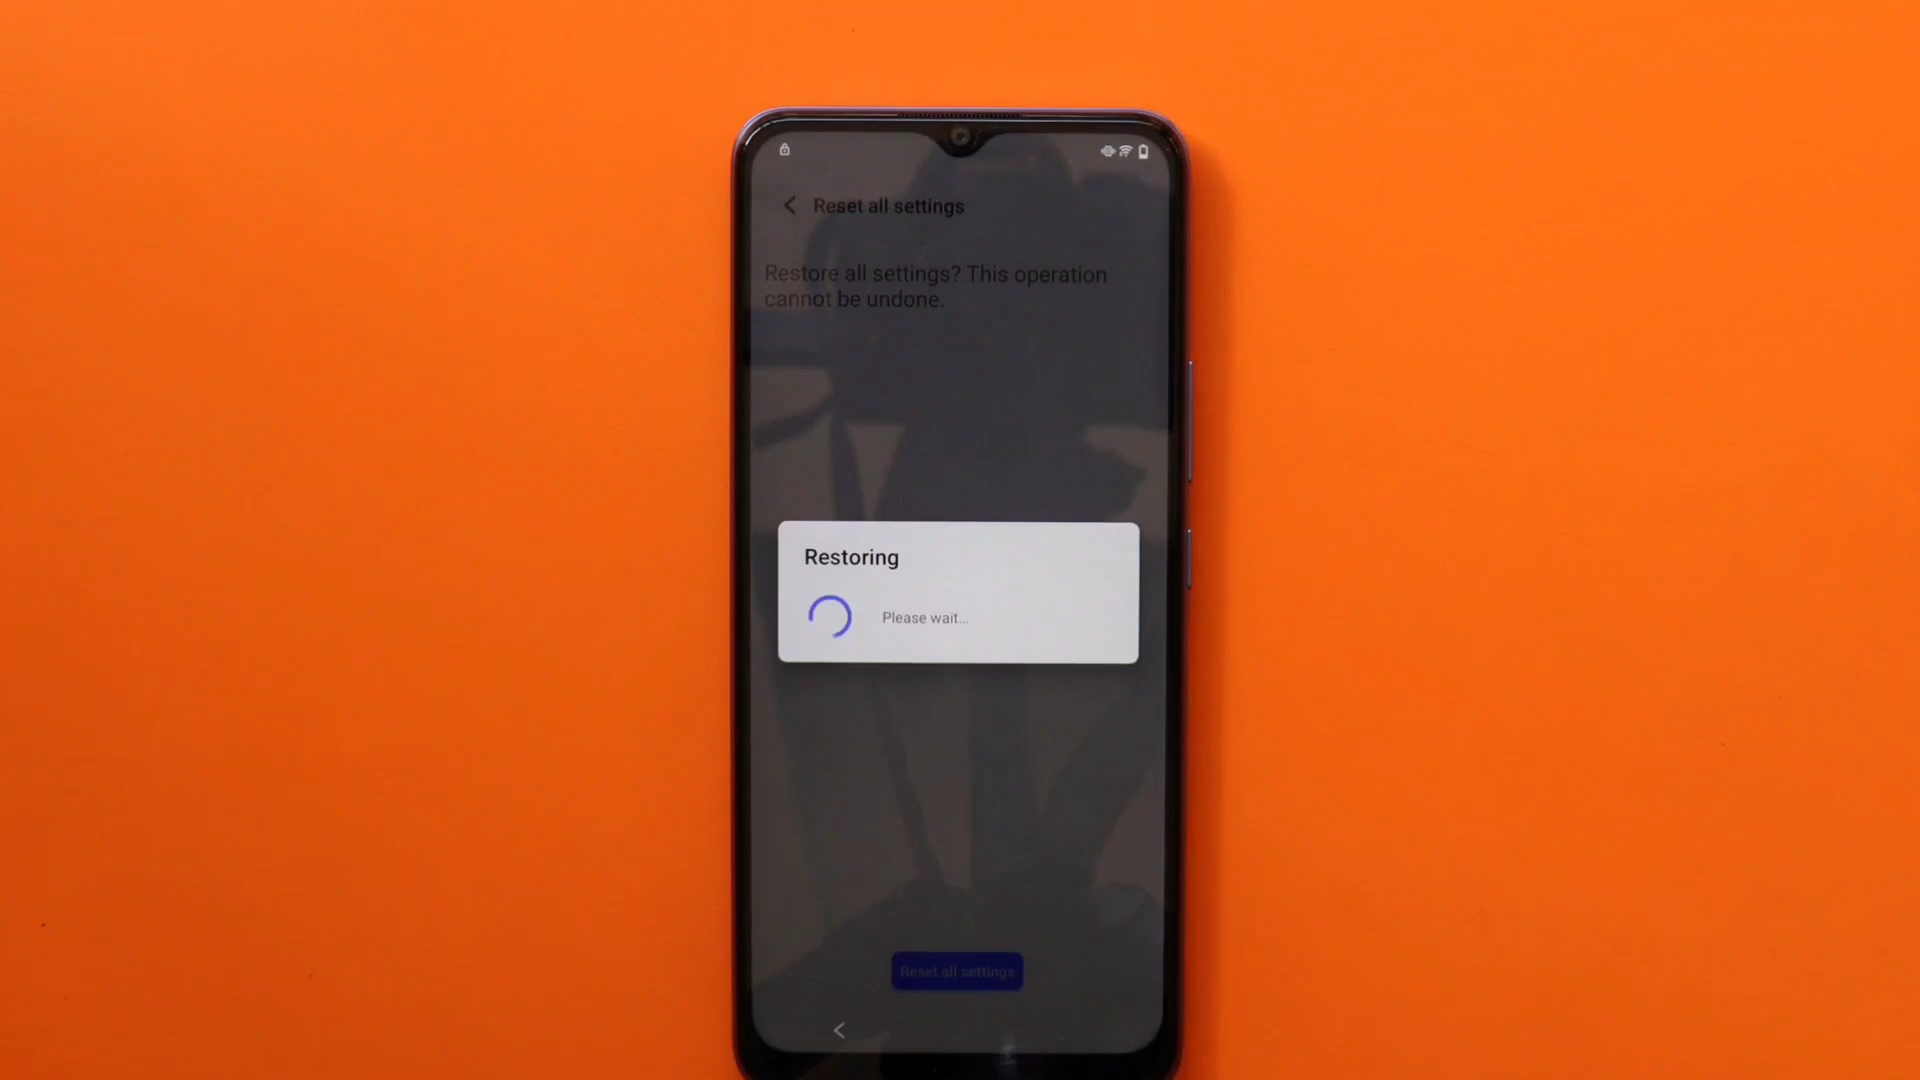 Reset all settings
Restore all settings? This operation
cannot be undone.
Restoring
Please wait...
Reset all settings